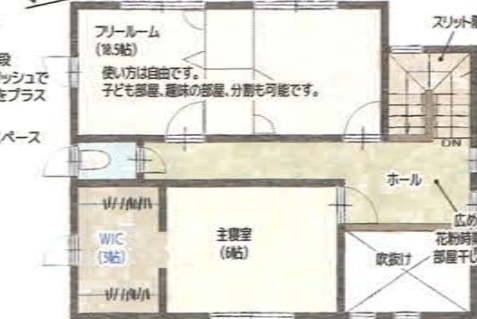 フリールーム
(10.5帖)
使い方は自由です。
子ども部屋、趣味の部屋、分割も可能です。
スリット階
段
ッシュで
をプラス
ペース
DN
ホール
WIC
(3帖)
主寝室
(6帖)
吹抜け
広め
花粉時期
部屋干し